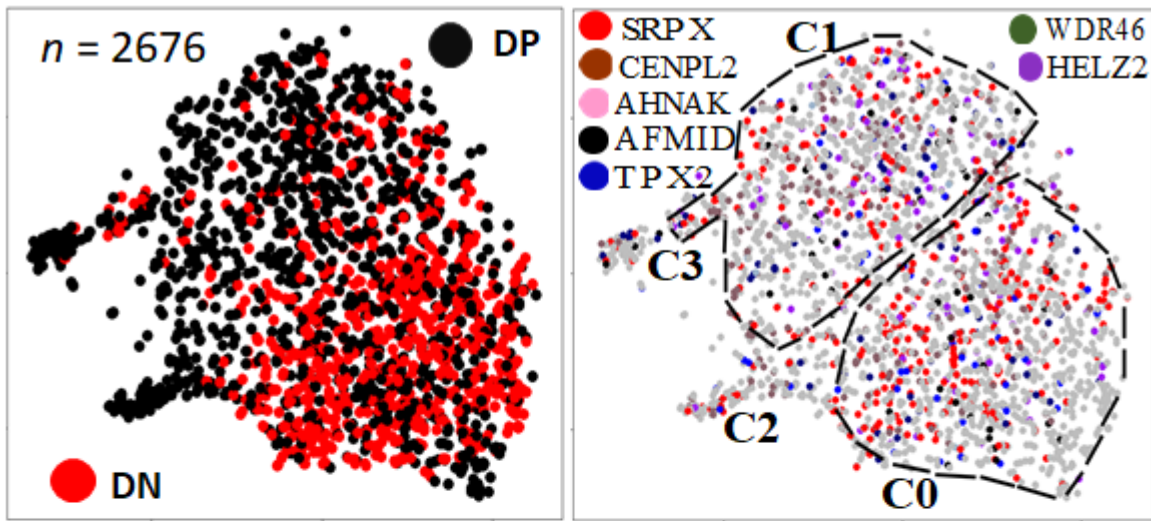 n = 2676
DP
DN
SRPX
CENPL2
AHNAK
AFMID
TPX2
WDR46
HELZ2
C1
C3
C2
C0